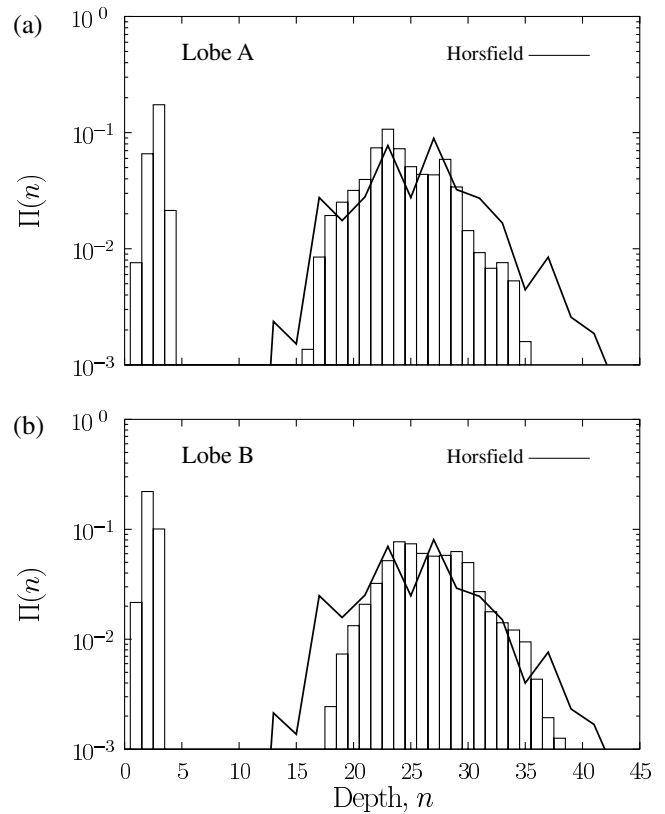 (a)
10^0
Lobe A
Horsfield
10^-1
Π(n)
10^-2
10^-3
(b)
10^0
Lobe B
Horsfield
10^-1
Π(n)
10^-2
10^-3
0 5 10 15 20 25 30 35 40 45
Depth, n